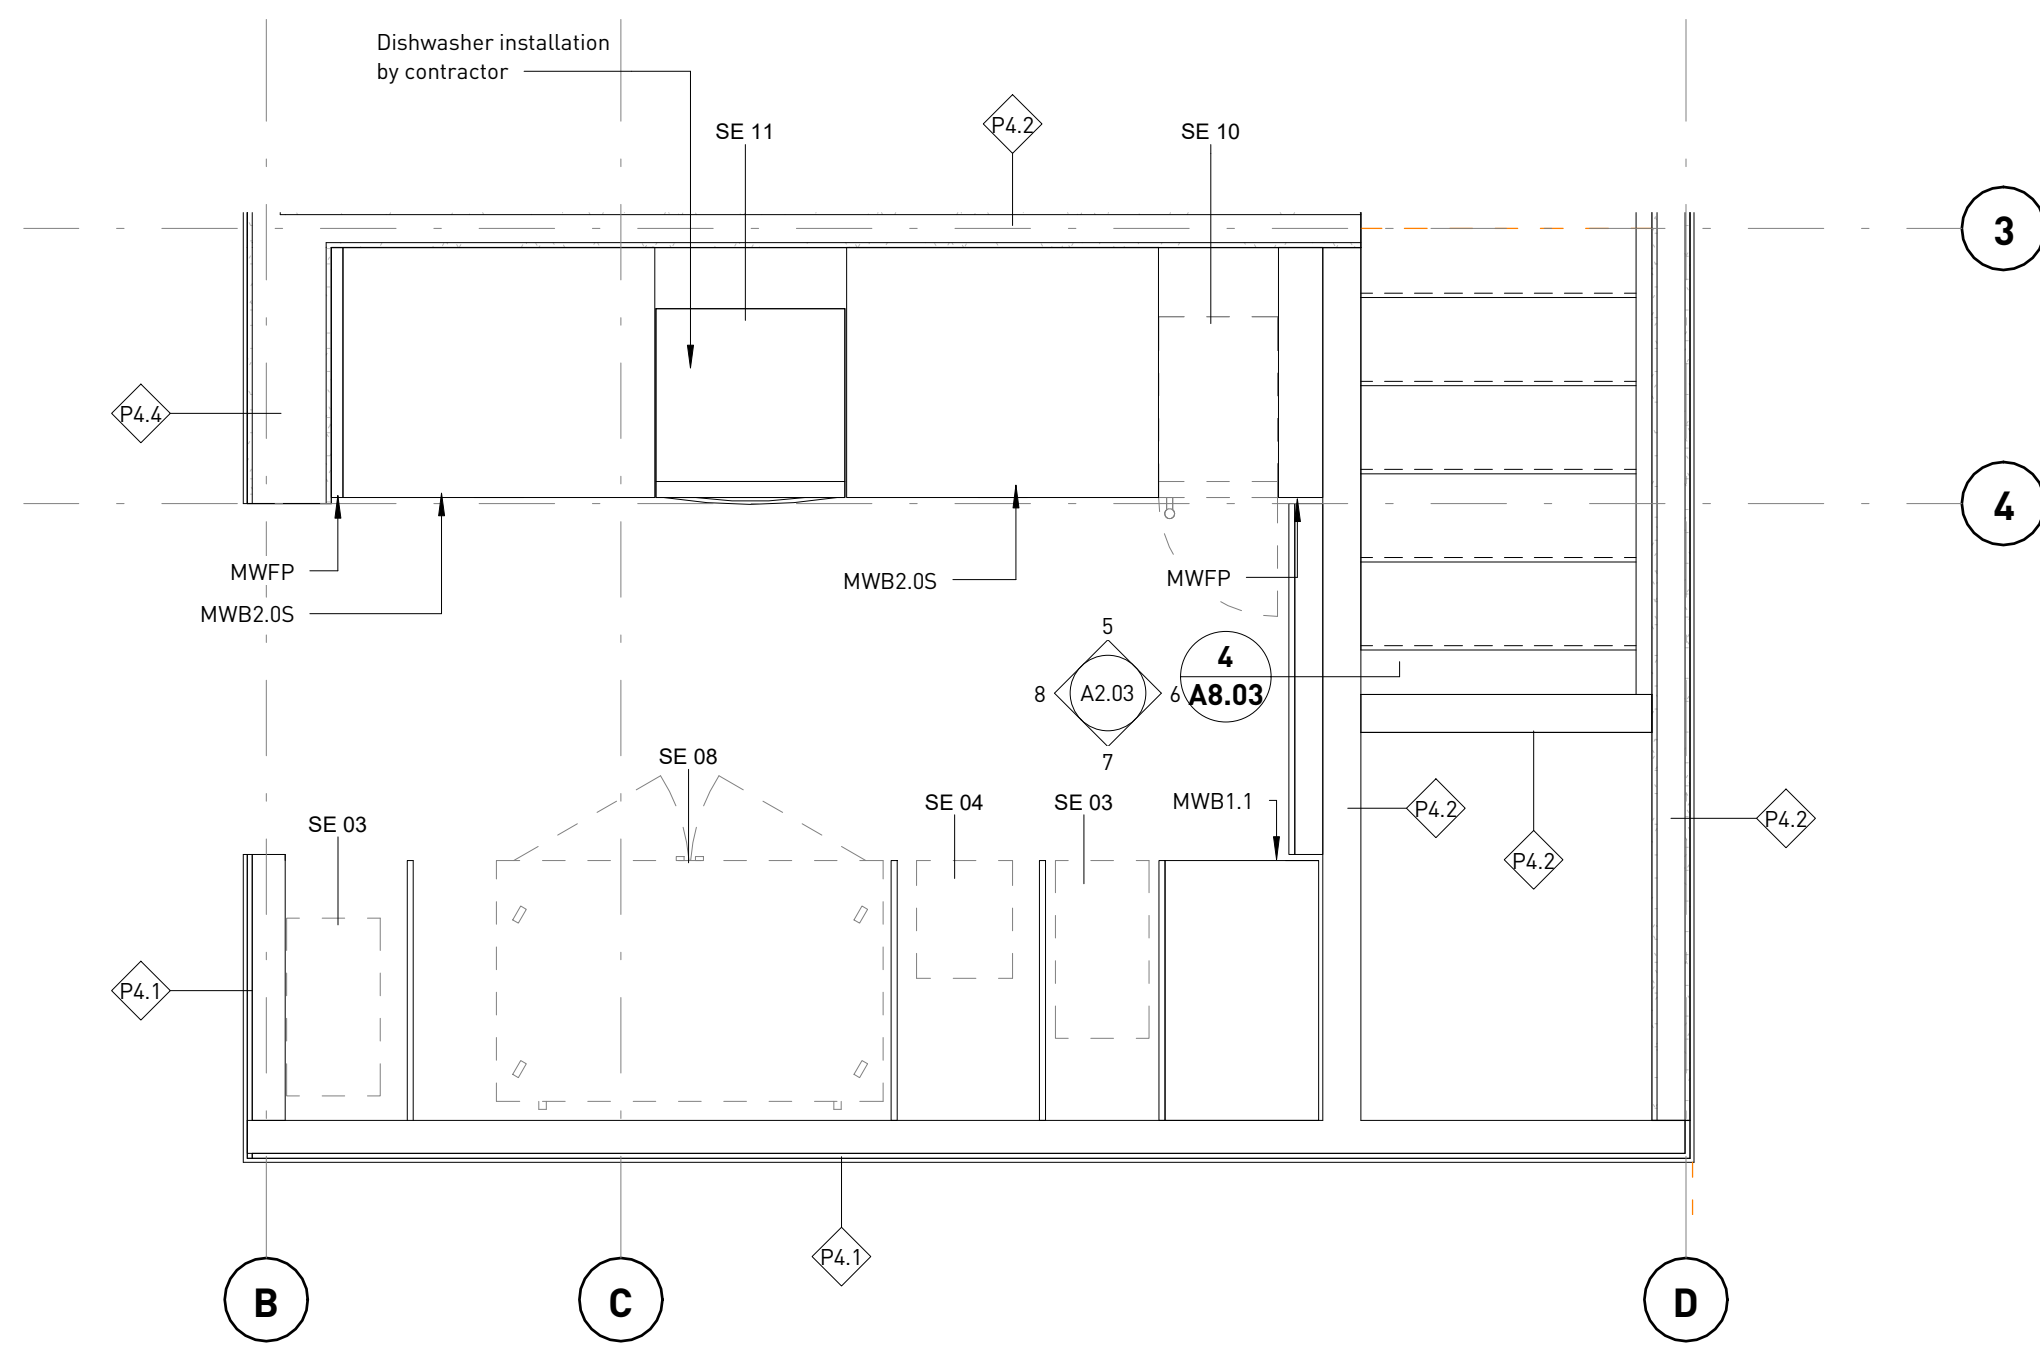 Dishwasher installation
by contractor
SE 11
P4.2
SE 10
3
P4.4
4
MWFP
MWB2.0S
MWB2.0S
MWFP
5
8
A2.03
6
7
4
A8.03
SE 08
SE 03
SE 04
SE 03
MWB1.1
P4.2
P4.2
P4.2
P4.1
P4.1
B
C
D